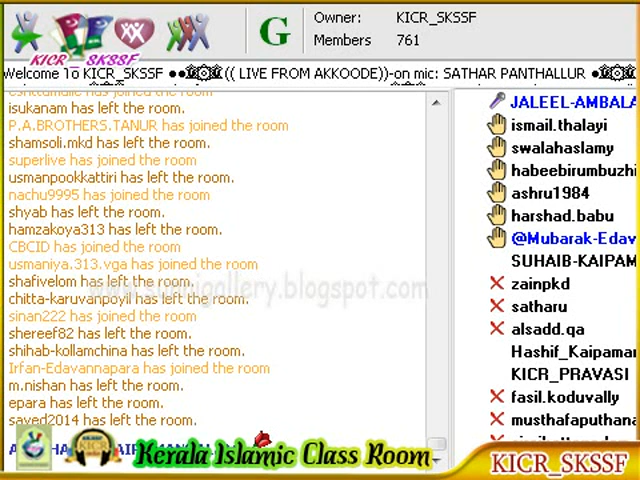 Owner: KICR_SKSSF
Members 761
G
KICR_SKSSF
Welcome To KICR_SKSSF ●●۞۞ (( LIVE FROM AKKOODE))-on mic: SATHAR PANTHALLUR ●۞
has joined the room
isukanam has left the room.
P.A.BROTHERS.TANUR has joined the room
shamsoli.mkd has left the room.
superlive has joined the room
usmanpookkattiri has left the room.
nachu9995 has joined the room
shyab has left the room.
hamzakoya313 has left the room.
CBCID has joined the room
usmaniya.313.vga has joined the room
shafivelom has left the room.
chitta-karuvanpoyil has left the room.
sinan222 has joined the room
shereef82 has left the room.
shihab-kollamchina has left the room.
Irfan-Edavannapara has joined the room
m.nishan has left the room.
epara has left the room.
sayed2014 has left the room.
JALEEL-AMBALA
ismail.thalayi
swalahaslamy
habeebirumbuzhi
ashru1984
harshad.babu
@Mubarak-Edav
SUHAIB-KAIPAM
zainpkd
satharu
alsadd.qa
Hashif_Kaipamar
KICR_PRAVASI
fasil.koduvally
musthafaputhana
Kerala Islamic Class Room
KICR_SKSSF